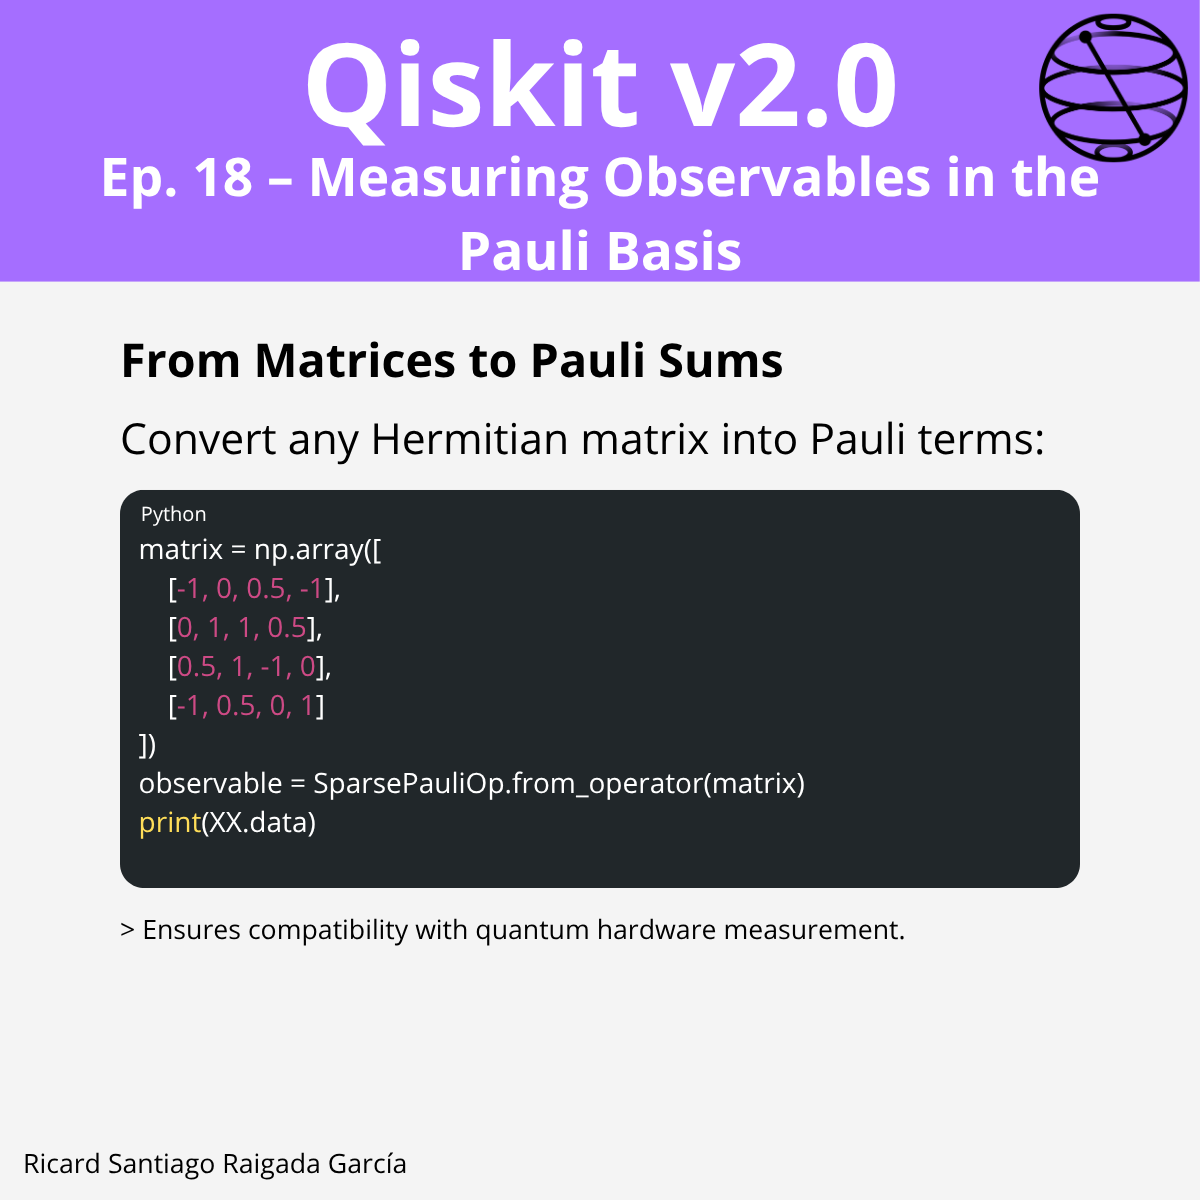 Qiskit v2.0
Ep. 18 – Measuring Observables in the
Pauli Basis
From Matrices to Pauli Sums
Convert any Hermitian matrix into Pauli terms:
Python
matrix = np.array([
    [-1, 0, 0.5, -1],
    [0, 1, 1, 0.5],
    [0.5, 1, -1, 0],
    [-1, 0.5, 0, 1]
])
observable = SparsePauliOp.from_operator(matrix)
print(XX.data)
> Ensures compatibility with quantum hardware measurement.
Ricard Santiago Raigada García